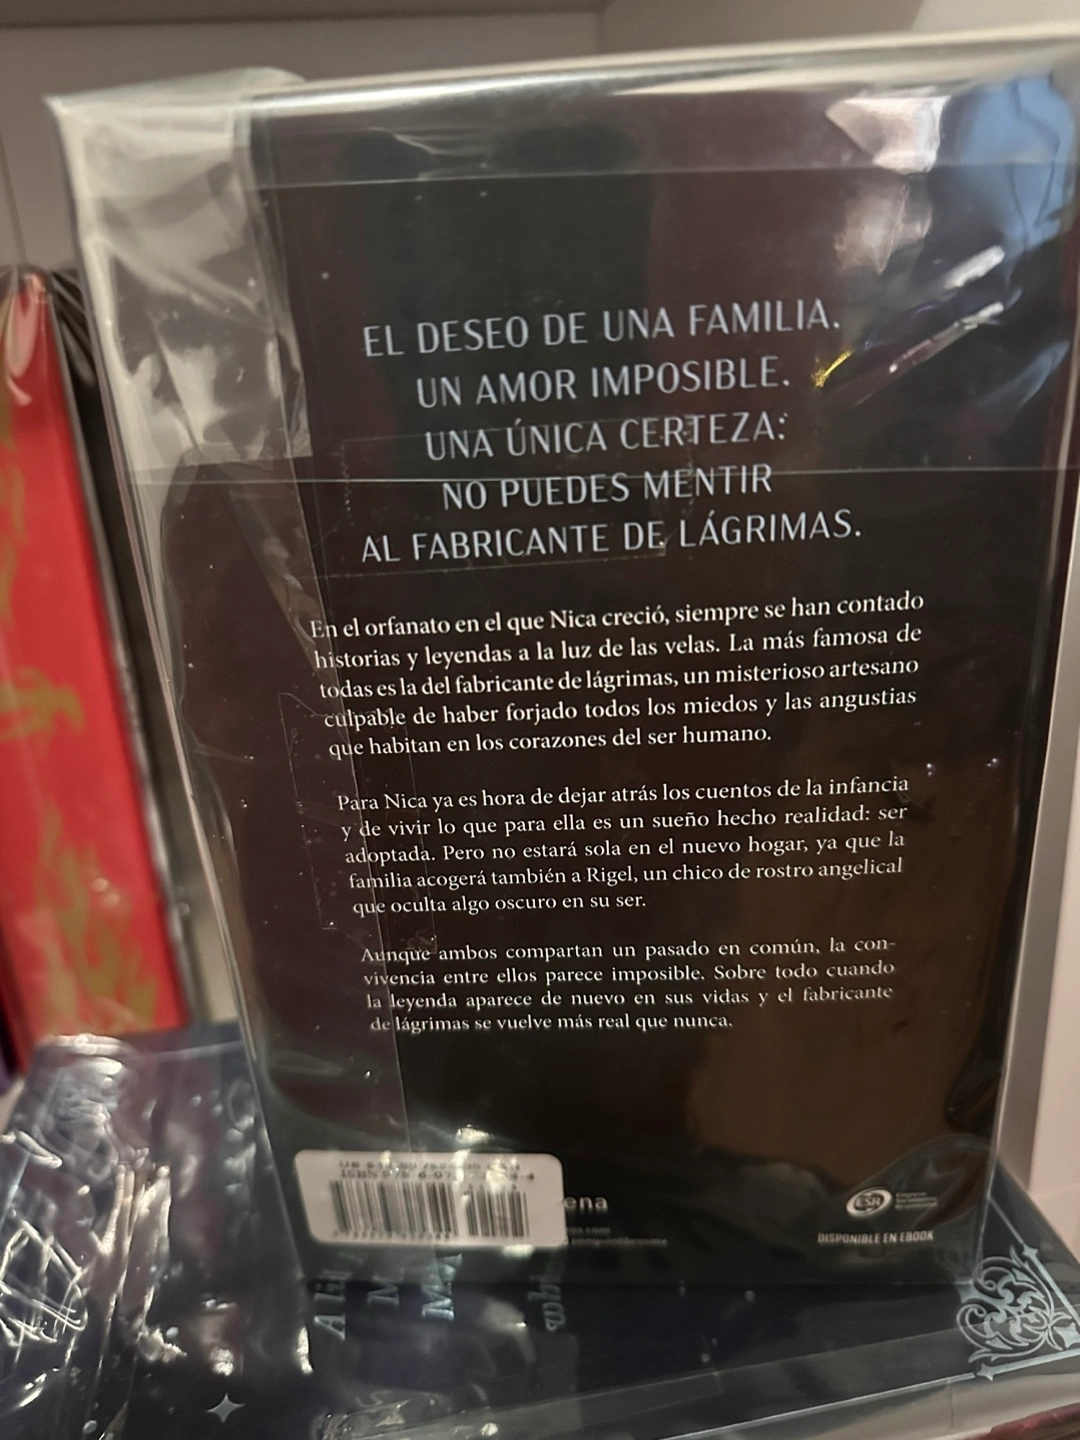 EL DESEO DE UNA FAMILIA.
UN AMOR IMPOSIBLE.
UNA ÚNICA CERTEZA:
NO PUEDES MENTIR
AL FABRICANTE DE LÁGRIMAS.
En el orfanato en el que Nica creció, siempre se han contado
historias y leyendas a la luz de las velas. La más famosa de
todas es la del fabricante de lágrimas, un misterioso artesano
culpable de haber forjado todos los miedos y las angustias
que habitan en los corazones del ser humano.
Para Nica ya es hora de dejar atrás los cuentos de la infancia
y de vivir lo que para ella es un sueño hecho realidad: ser
adoptada. Pero no estará sola en el nuevo hogar, ya que la
familia acogerá también a Rigel, un chico de rostro angelical
que oculta algo oscuro en su ser.
Aunque ambos compartan un pasado en común, la con-
vivencia entre ellos parece imposible. Sobre todo cuando
la leyenda aparece de nuevo en sus vidas y el fabricante
de lágrimas se vuelve más real que nunca.
ISBN
ena
ESR
DISPONIBLE EN EBOOK